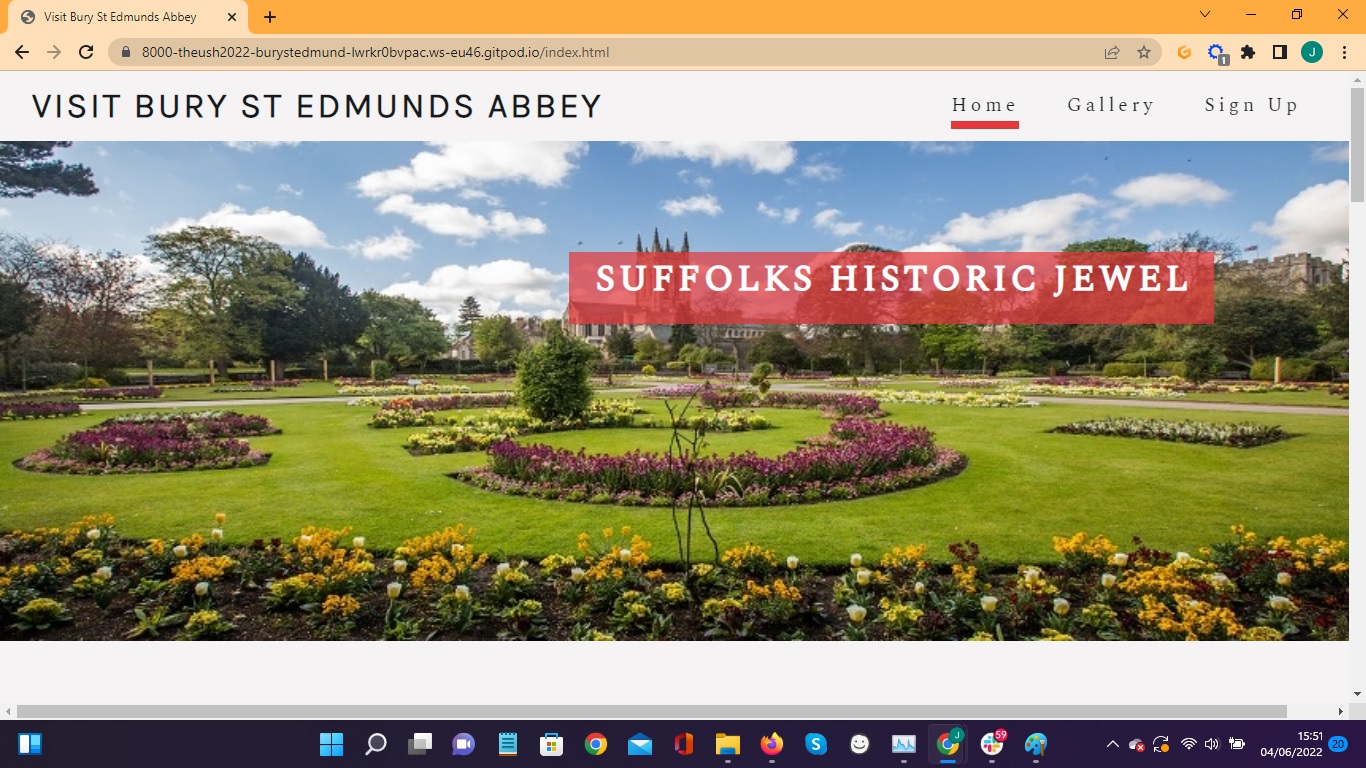 Visit Bury St Edmunds Abbey
8000-theush2022-burystedmund-lwrkr0bvpac.ws-eu46.gitpod.io/index.html
1
J
VISIT BURY ST EDMUNDS ABBEY
Home Gallery Sign Up
SUFFOLKS HISTORIC JEWEL
J
59
S
15:51
04/06/2022
20